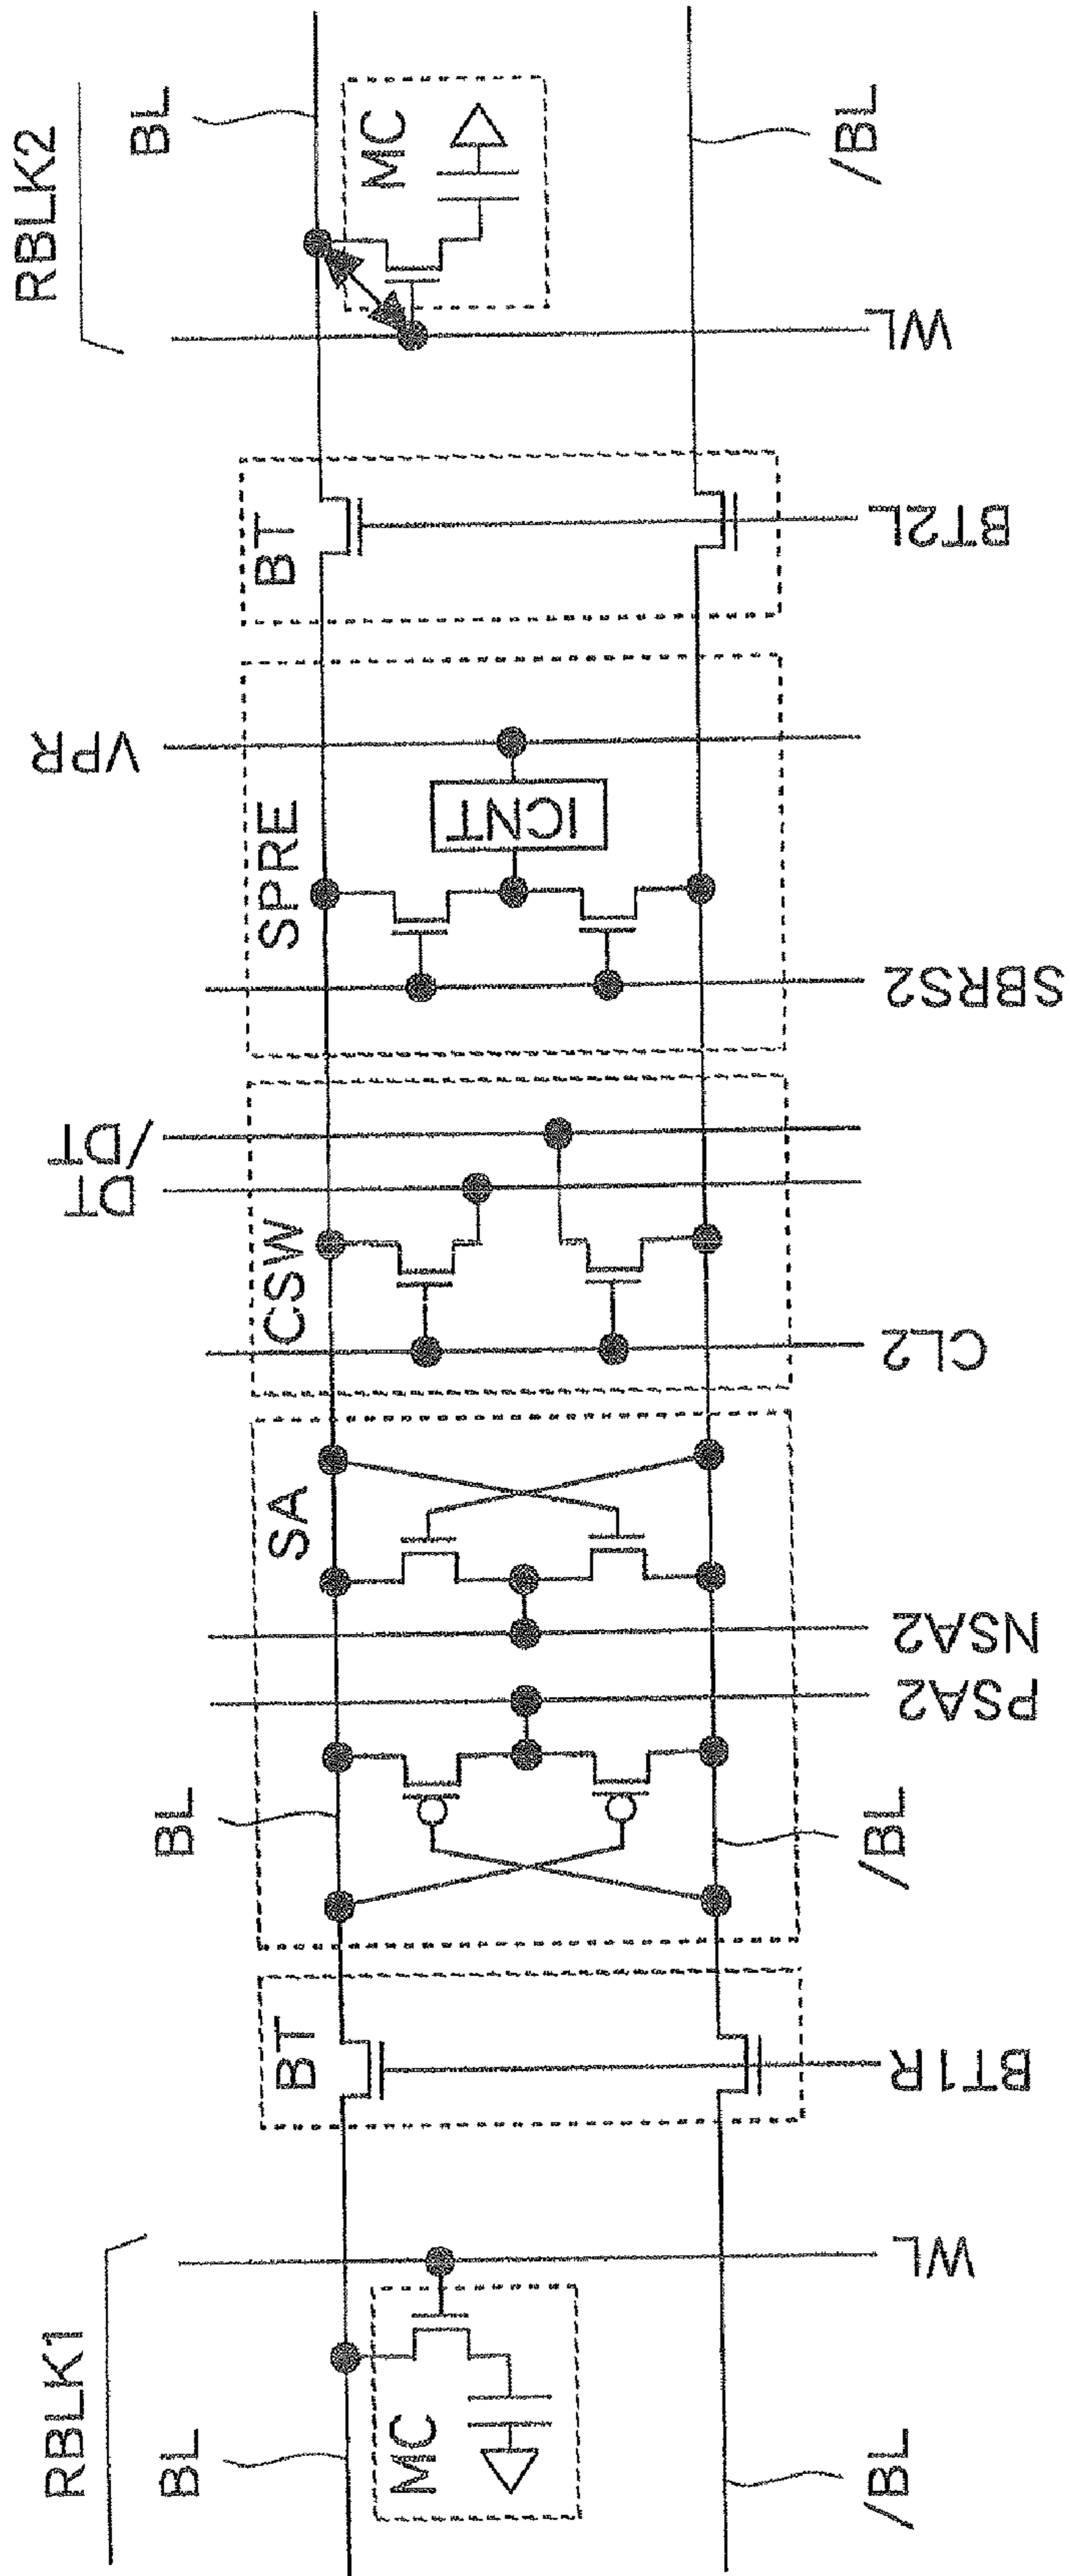 RBLK1
BL
MC
/BL
WL
BT
BT1R
BL
/BL
SA
PSA2
NSA2
CSW
CL2
DT
/DT
SPRE
SBRS2
ICNT
VPR
BT
BT2L
RBLK2
BL
MC
WL
/BL